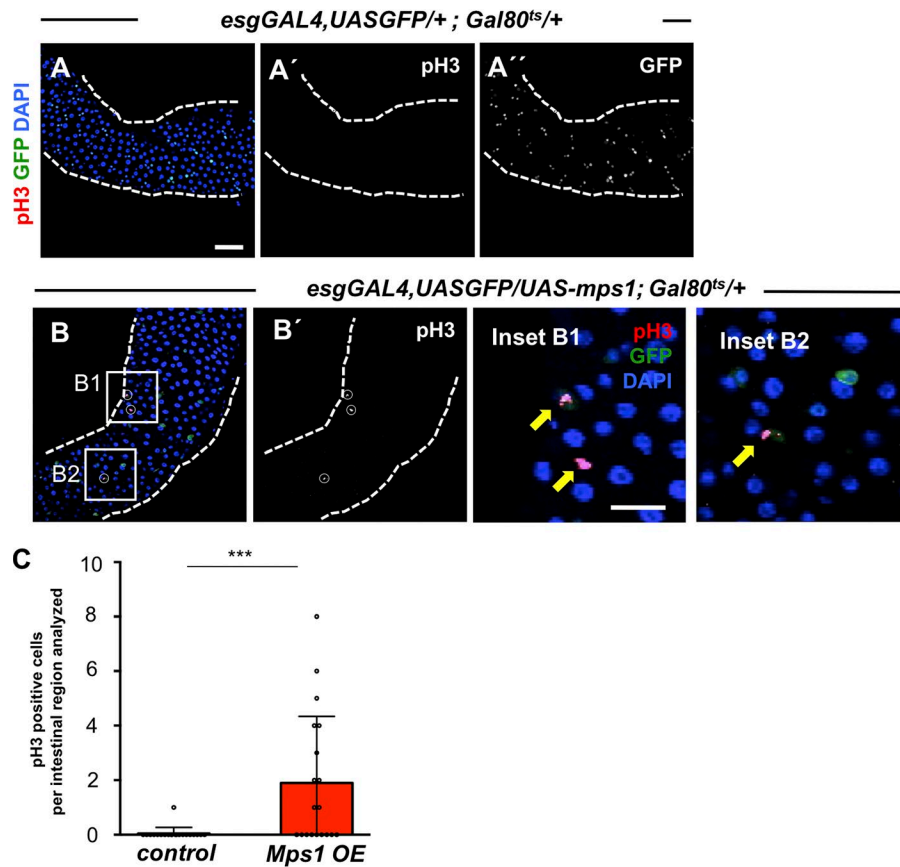 esgGAL4,UASGFP/+ ; Gal80ts/+
pH3 GFP DAPI
A
A´ pH3
A´´ GFP
esgGAL4,UASGFP/UAS-mps1; Gal80ts/+
B
B1
B2
B´ pH3
Inset B1
pH3
GFP
DAPI
Inset B2
C
***
pH3 positive cells
per intestinal region analyzed
10
8
6
4
2
0
control
Mps1 OE